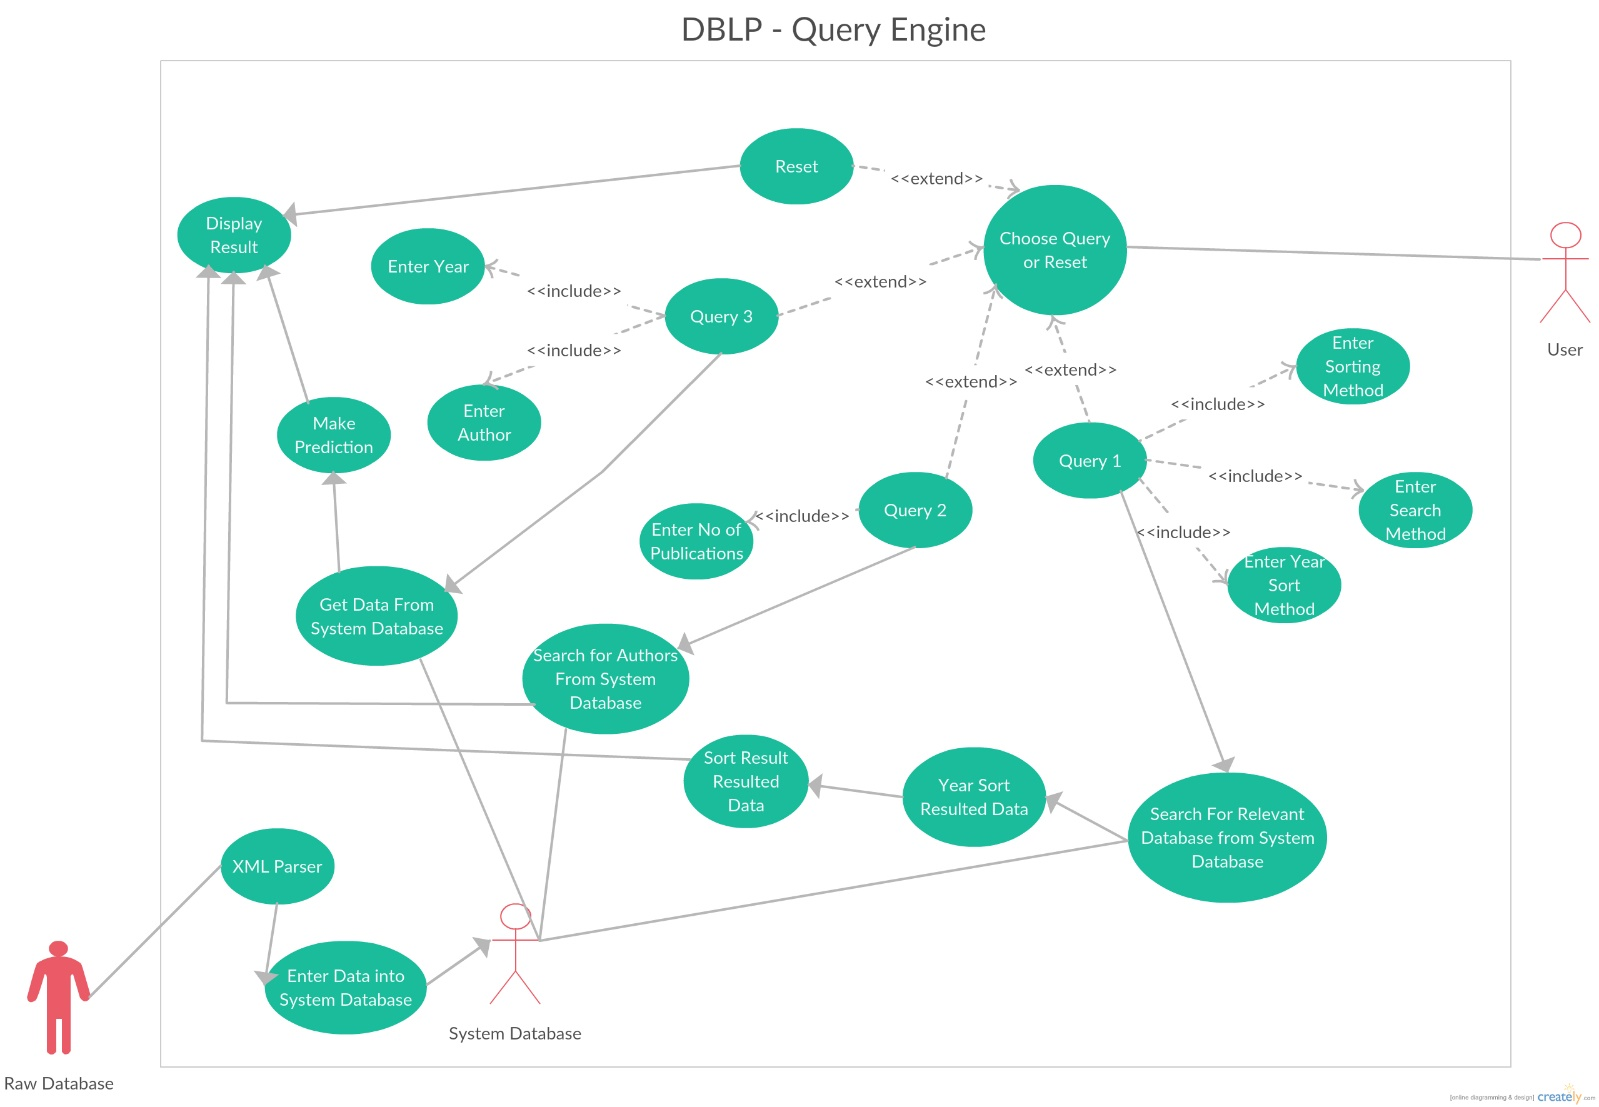 DBLP - Query Engine
Reset
<<extend>>
Display
Result
Choose Query
or Reset
Enter Year
<<include>>
<<extend>>
Query 3
<<include>>
User
Enter
Sorting
Method
<<extend>>
<<extend>>
<<include>>
Enter
Author
Make
Prediction
Query 1
<<include>>
Enter
Search
Method
Query 2
<<include>>
Enter No of
Publications
<<include>>
Enter Year
Sort
Method
Get Data From
System Database
Search for Authors
From System
Database
Sort Result
Resulted
Data
Year Sort
Resulted Data
Search For Relevant
Database from System
Database
XML Parser
Enter Data into
System Database
System Database
Raw Database
[online diagramming & design] creately.com